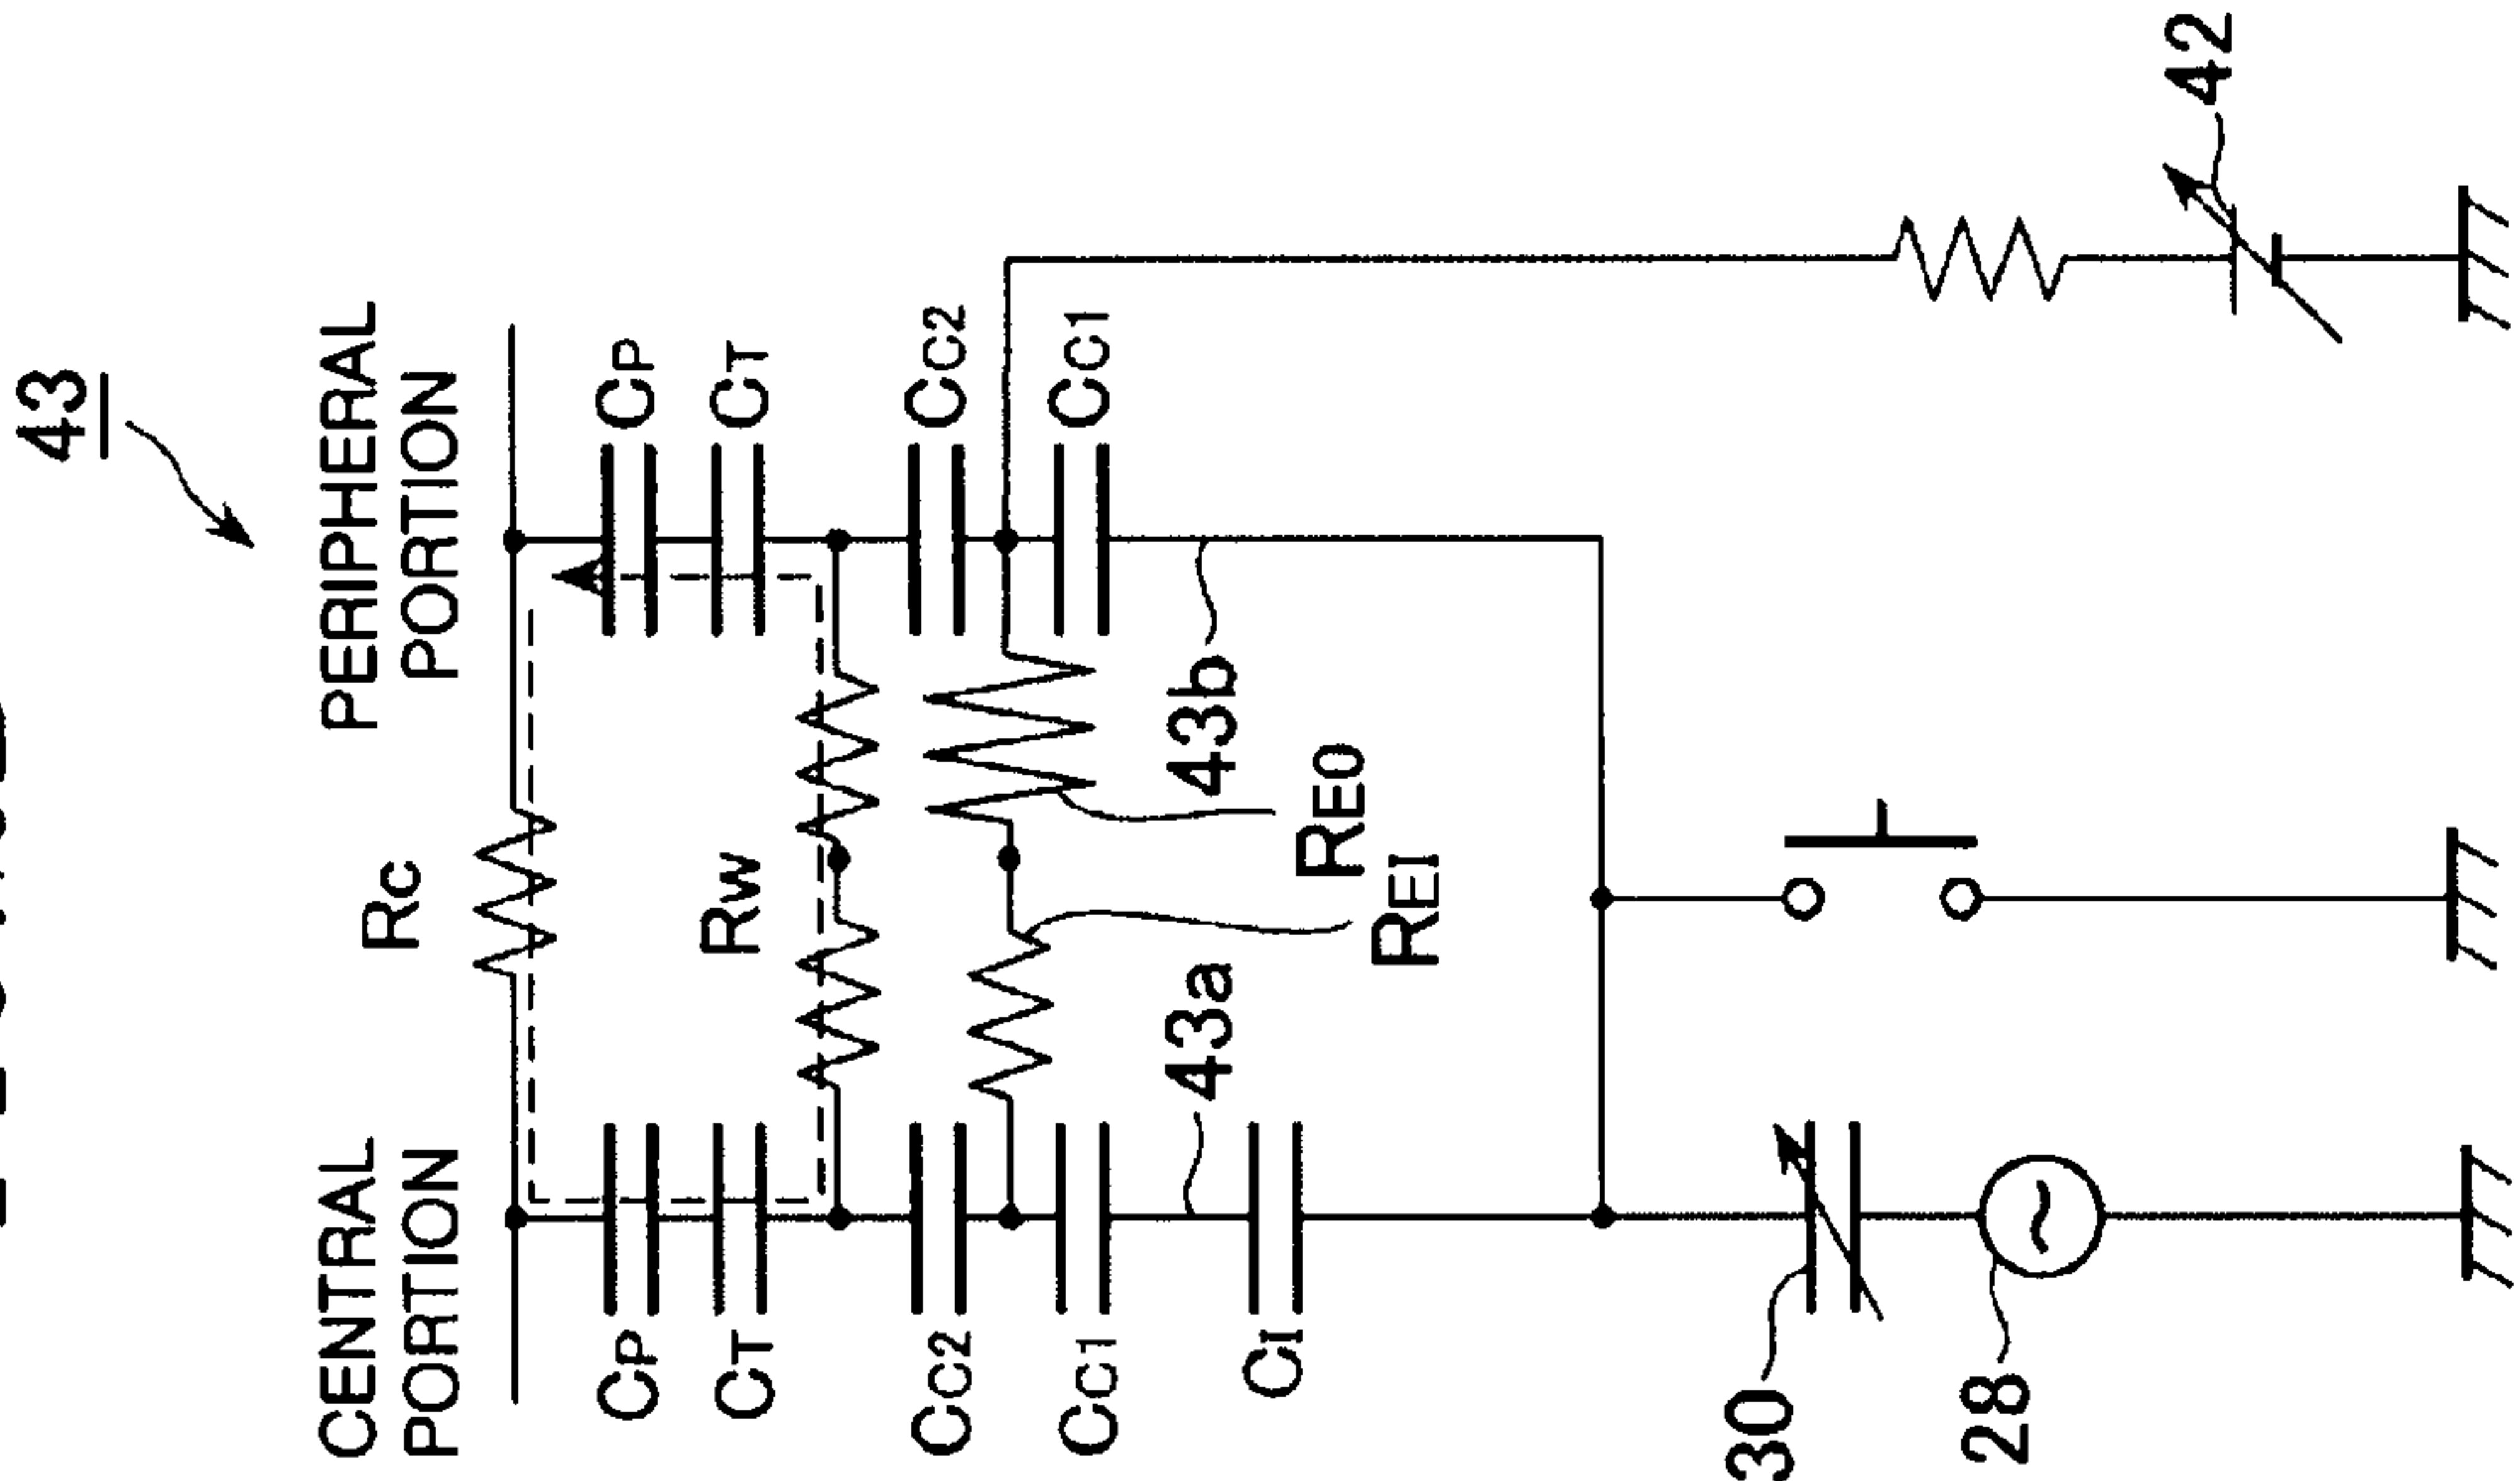 43
CENTRAL
PORTION
PERIPHERAL
PORTION
RC
CP
CP
CT
CT
RW
CC2
CC2
CC1
CC1
CI
43a
43b
RE0
REI
30
28
42